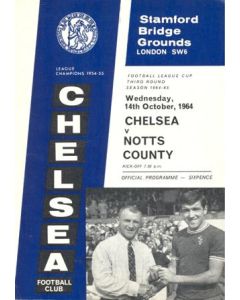 Stamford
Bridge
Grounds
LONDON SW6
LEAGUE
CHAMPIONS 1954-55
FOOTBALL LEAGUE CUP
THIRD ROUND
SEASON 1964-65
Wednesday,
14th October, 1964
CHELSEA
v
NOTTS
COUNTY
KICK-OFF 7.30 p.m.
OFFICIAL PROGRAMME — SIXPENCE
CHELSEA
FOOTBALL
CLUB